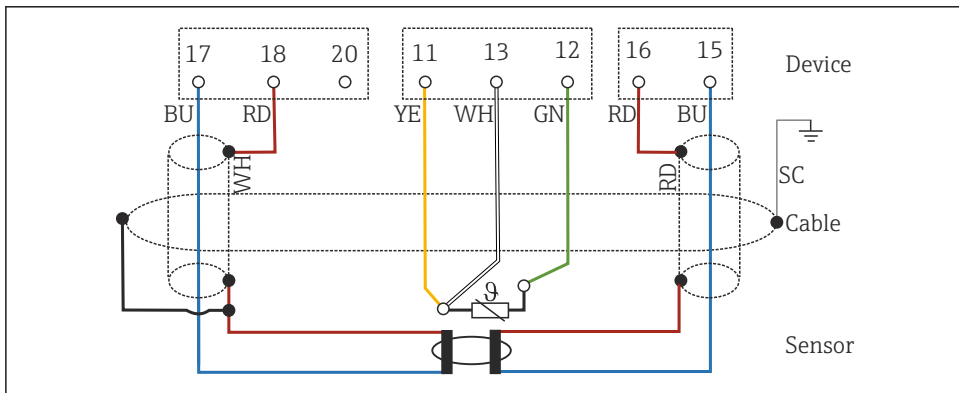 17 18 20 11 13 12 16 15
Device
BU RD YE WH GN RD BU
WH
RD
SC
Cable
ϑ
Sensor